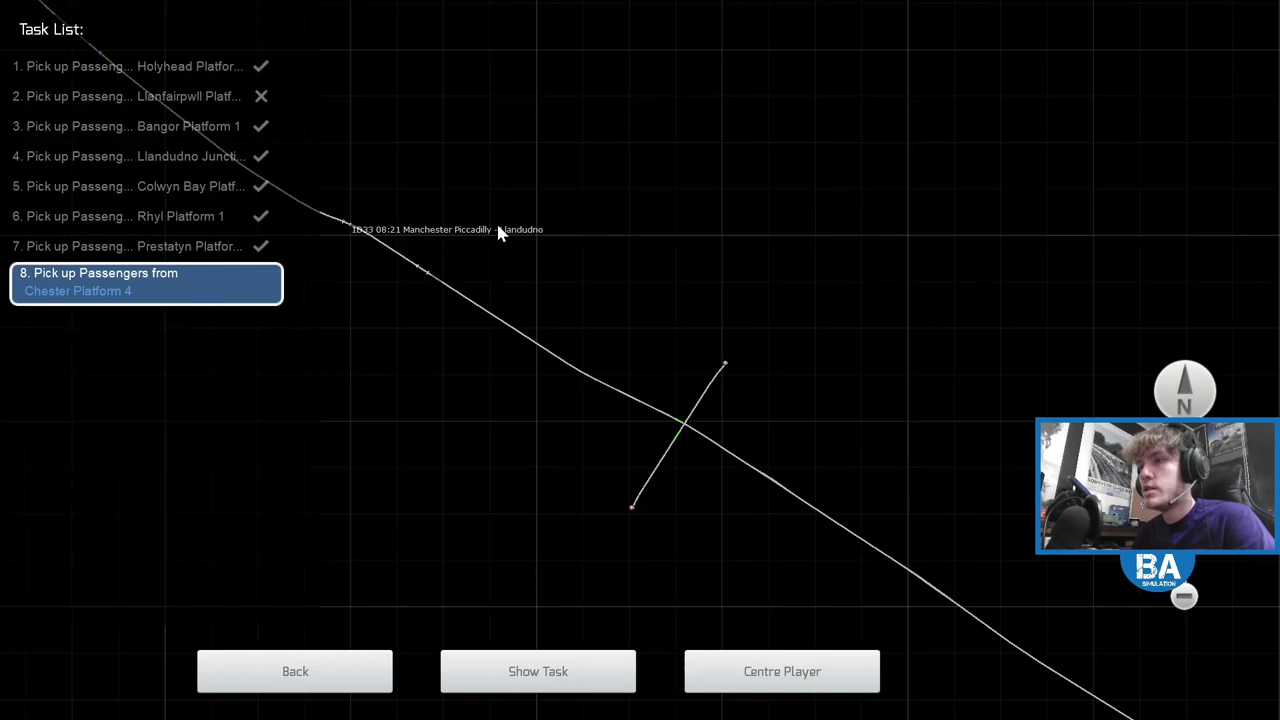 Task List:
1. Pick up Passeng... Holyhead Platfor...
2. Pick up Passeng... Llanfairpwll Platf...
3. Pick up Passeng... Bangor Platform 1
4. Pick up Passeng... Llandudno Juncti...
5. Pick up Passeng... Colwyn Bay Platf...
6. Pick up Passeng... Rhyl Platform 1
7. Pick up Passeng... Prestatyn Platfor...
8. Pick up Passengers from
Chester Platform 4
1D33 08:21 Manchester Piccadilly - Llandudno
N
BA
SIMULATION
Back
Show Task
Centre Player